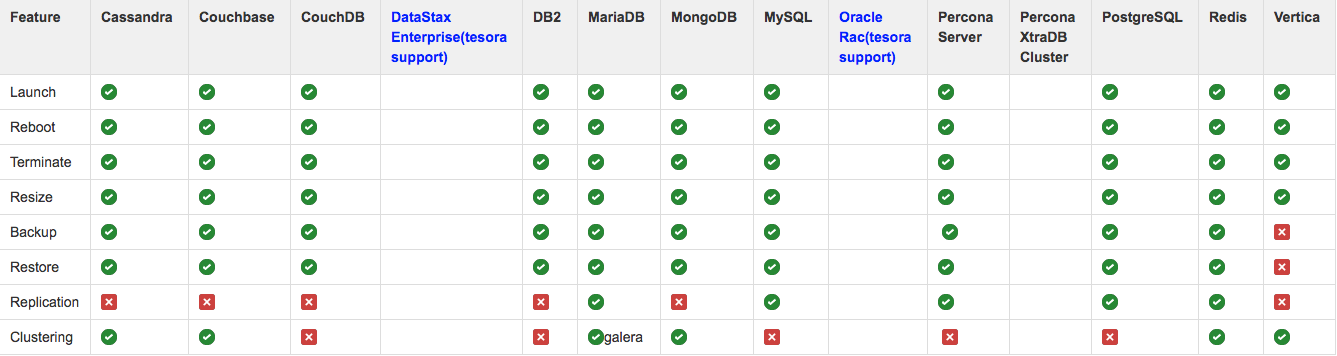 Feature Cassandra Couchbase CouchDB DataStax DB2 MariaDB MongoDB MySQL Oracle Percona Percona PostgreSQL Redis Vertica
Enterprise(tesora Rac(tesora Server XtraDB
support) support) Cluster
Launch
Reboot
Terminate
Resize
Backup
Restore
Replication
Clustering galera